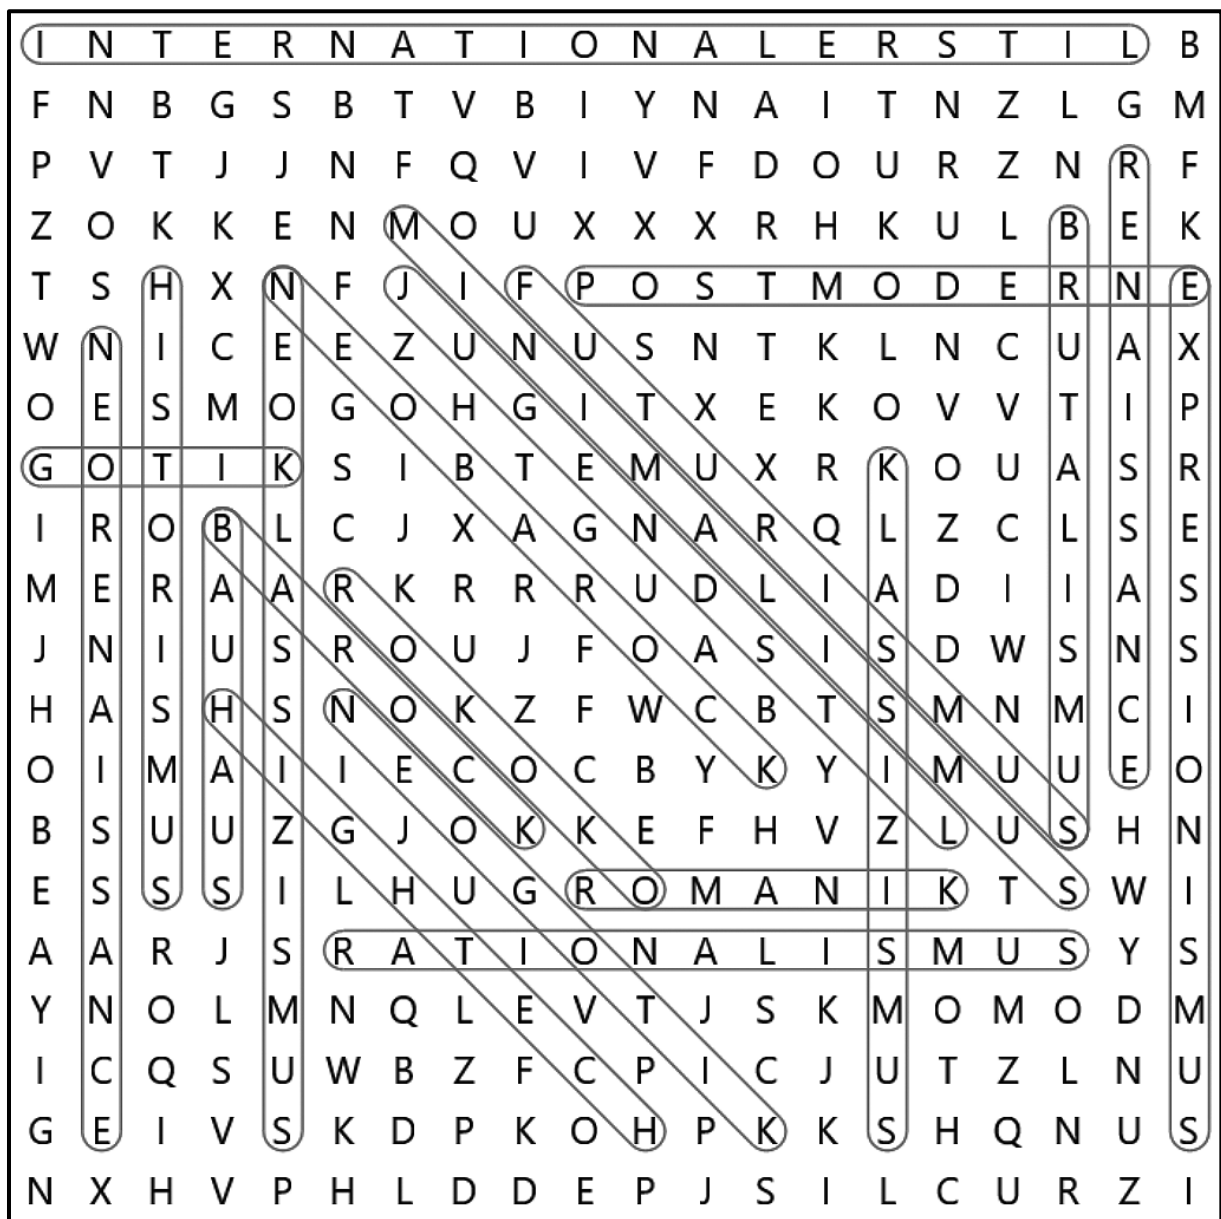 I N T E R N A T I O N A L E R S T I L B
F N B G S B T V B I Y N A I T N Z L G M
P V T J J N F Q V I V F D O U R Z N R F
Z O K K E N M O U X X X R H K U L B E K
T S H X N F J I F P O S T M O D E R N E
W N I C E E Z U N U S N T K L N C U A X
O E S M O G O H G I T X E K O V V T I P
G O T I K S I B T E M U X R K O U A S R
I R O B L C J X A G N A R Q L Z C L S E
M E R A A R K R R R U D L I A D I I A S
J N I U S R O U J F O A S I S D W S N S
H A S H S N O K Z F W C B T S M N M C I
O I M A I I E C O C B Y K Y I M U U E O
B S U U Z G J O K K E F H V Z L U S H N
E S S S I L H U G R O M A N I K T S W I
A A R J S R A T I O N A L I S M U S Y S
Y N O L M N Q L E V T J S K M O M O D M
I C Q S U W B Z F C P I C J U T Z L N U
G E I V S K D P K O H P K K S H Q N U S
N X H V P H L D D E P J S I L C U R Z I